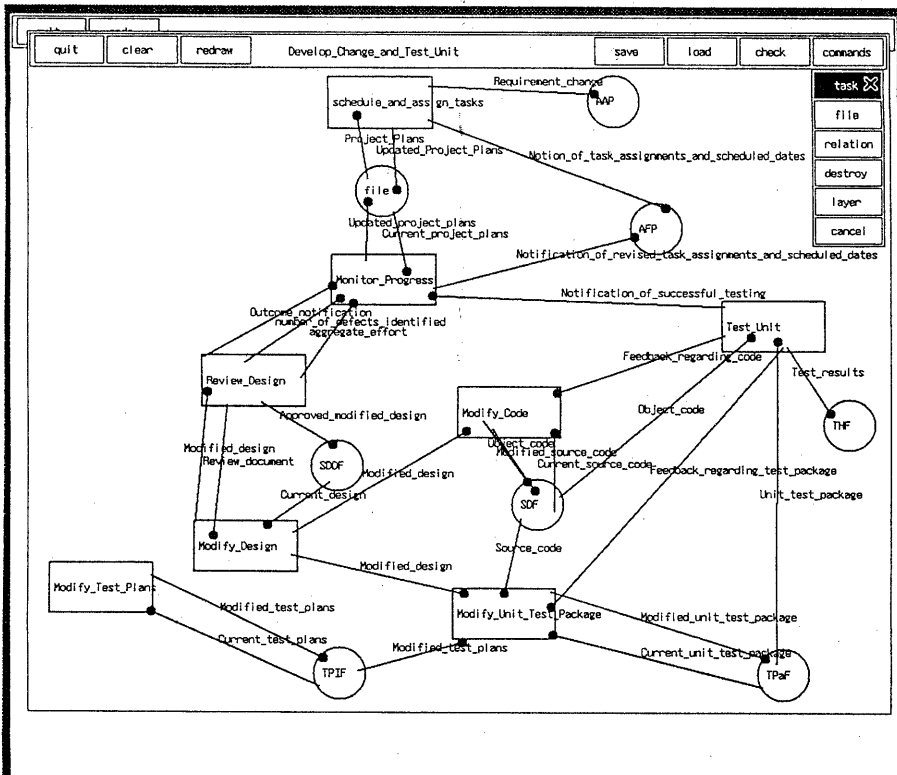 quit clear redraw Develop_Change_and_Test_Unit save load check commands
task
file
relation
destroy
layer
cancel
Requirement_change
AAP
schedule_and_assign_tasks
Project_Plans
Updated_Project_Plans
Notion_of_task_assignments_and_scheduled_dates
file
Updated_project_plans
Current_project_plans
AFP
Notification_of_revised_task_assignments_and_scheduled_dates
Monitor_Progress
Notification_of_successful_testing
Outcome_notification
number_of_defects_identified
aggregate_effort
Test_Unit
Feedback_regarding_code
Test_results
Review_Design
Approved_modified_design
Modify_Code
Object_code
THF
Modified_design
Review_document
SDDF
Modified_design
Object_code
Modified_source_code
Current_source_code
Feedback_regarding_test_package
Current_design
SDF
Unit_test_package
Modify_Design
Source_code
Modified_design
Modify_Test_Plans
Modified_test_plans
Modify_Unit_Test_Package
Modified_unit_test_package
Current_test_plans
Modified_test_plans
Current_unit_test_package
TPIF
TPaF